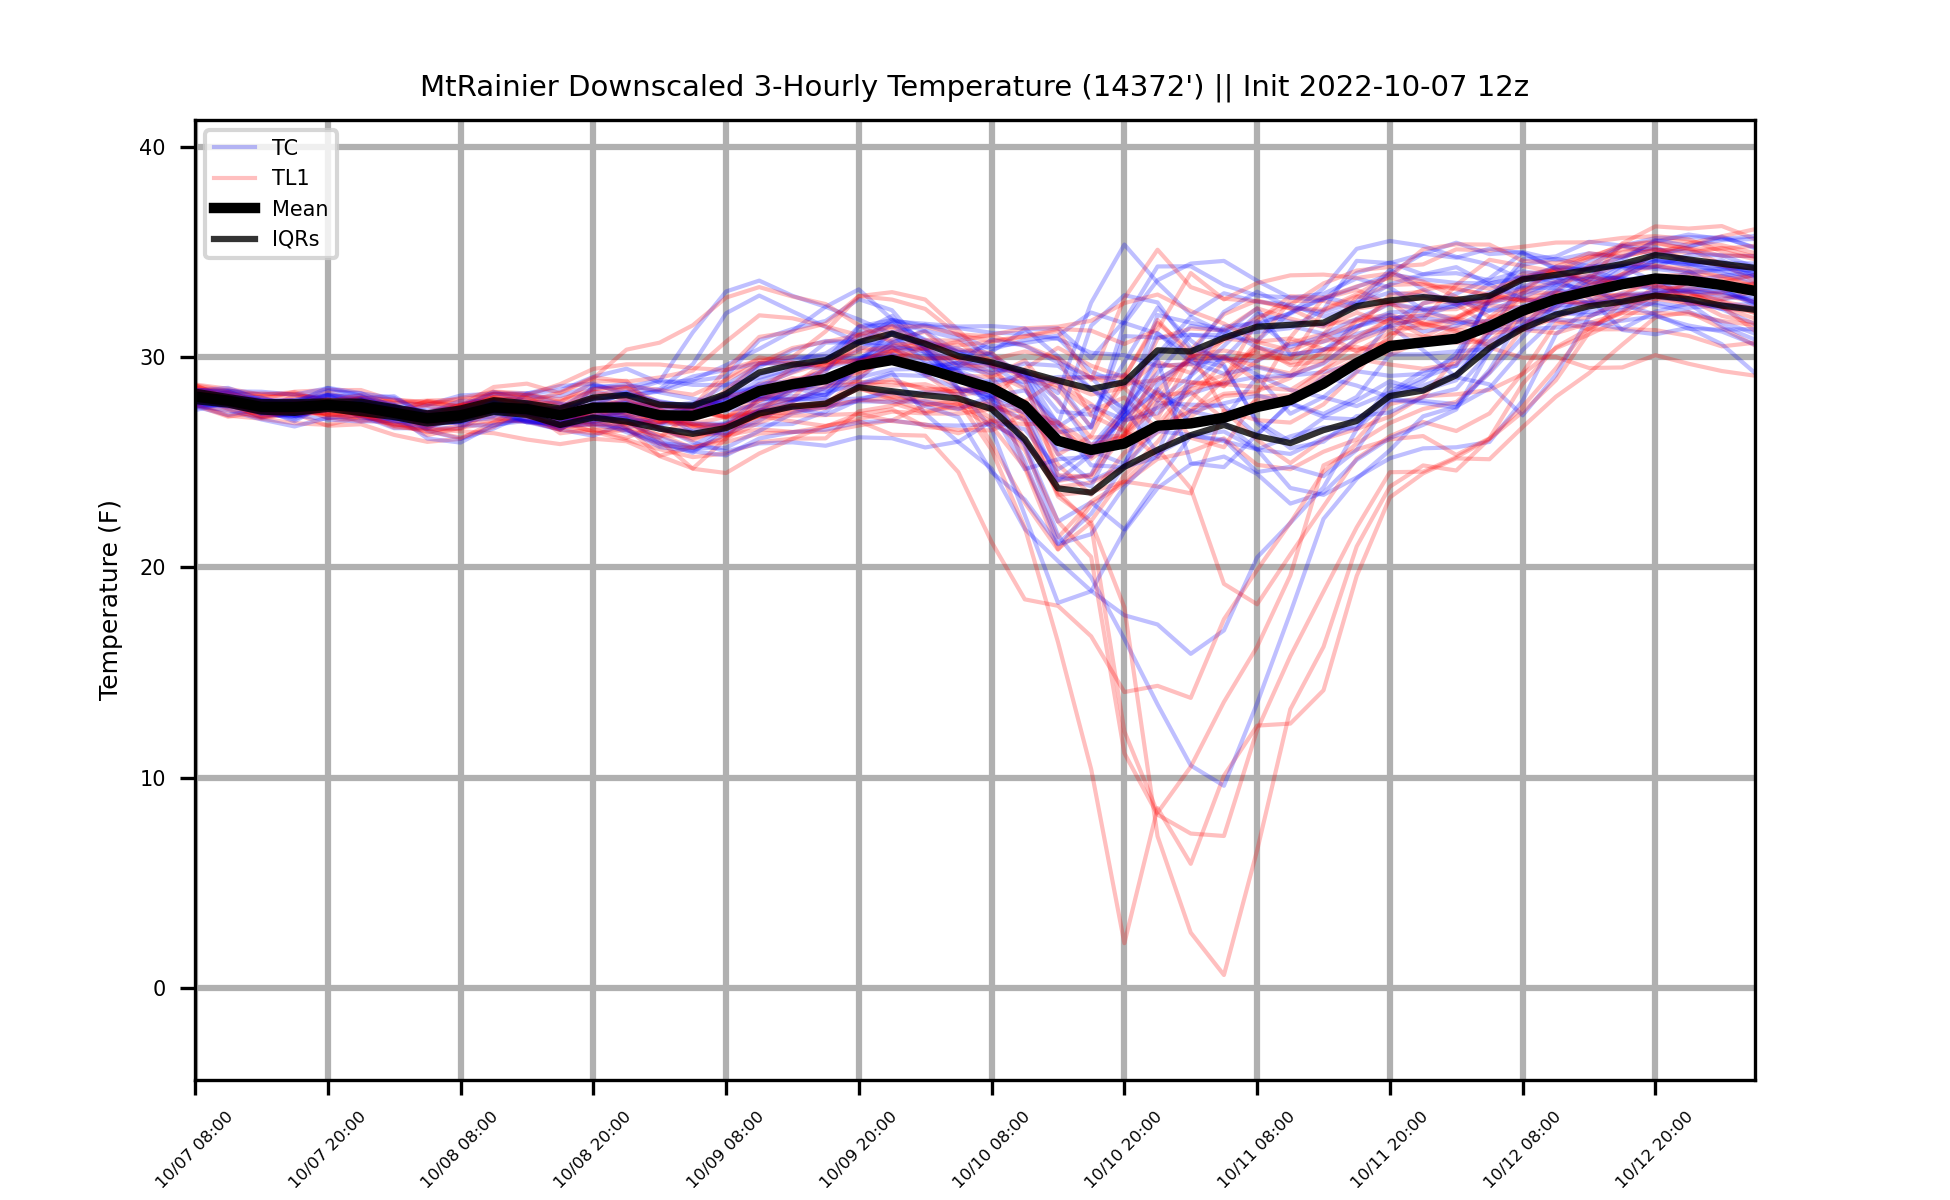 MtRainier Downscaled 3-Hourly Temperature (14372') || Init 2022-10-07 12z
TC
TL1
Mean
IQRs
Temperature (F)
40
30
20
10
0
10/07 08:00
10/07 20:00
10/08 08:00
10/08 20:00
10/09 08:00
10/09 20:00
10/10 08:00
10/10 20:00
10/11 08:00
10/11 20:00
10/12 08:00
10/12 20:00